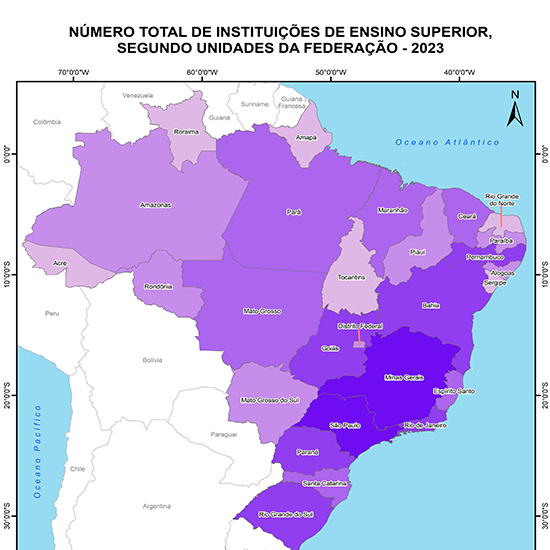 NÚMERO TOTAL DE INSTITUIÇÕES DE ENSINO SUPERIOR,
SEGUNDO UNIDADES DA FEDERAÇÃO - 2023
70°0'0"O
60°0'0"O
50°0'0"O
40°0'0"O
Venezuela
Suriname
Guiana
Francesa
Guiana
N
Colômbia
Roraima
Amapá
Oceano Atlântico
0°0'0"
0°0'0"
Rio Grande
do Norte
Amazonas
Pará
Maranhão
Ceará
Paraíba
Piauí
Pernambuco
Acre
Alagoas
Tocantins
Sergipe
10°0'0"S
10°0'0"S
Rondônia
Bahia
Mato Grosso
Peru
Distrito Federal
Goiás
Bolívia
Minas Gerais
Espírito Santo
20°0'0"S
20°0'0"S
Mato Grosso do Sul
São Paulo
Rio de Janeiro
Paraguai
Paraná
Oceano Pacífico
Chile
Santa Catarina
Argentina
Rio Grande do Sul
30°0'0"S
30°0'0"S